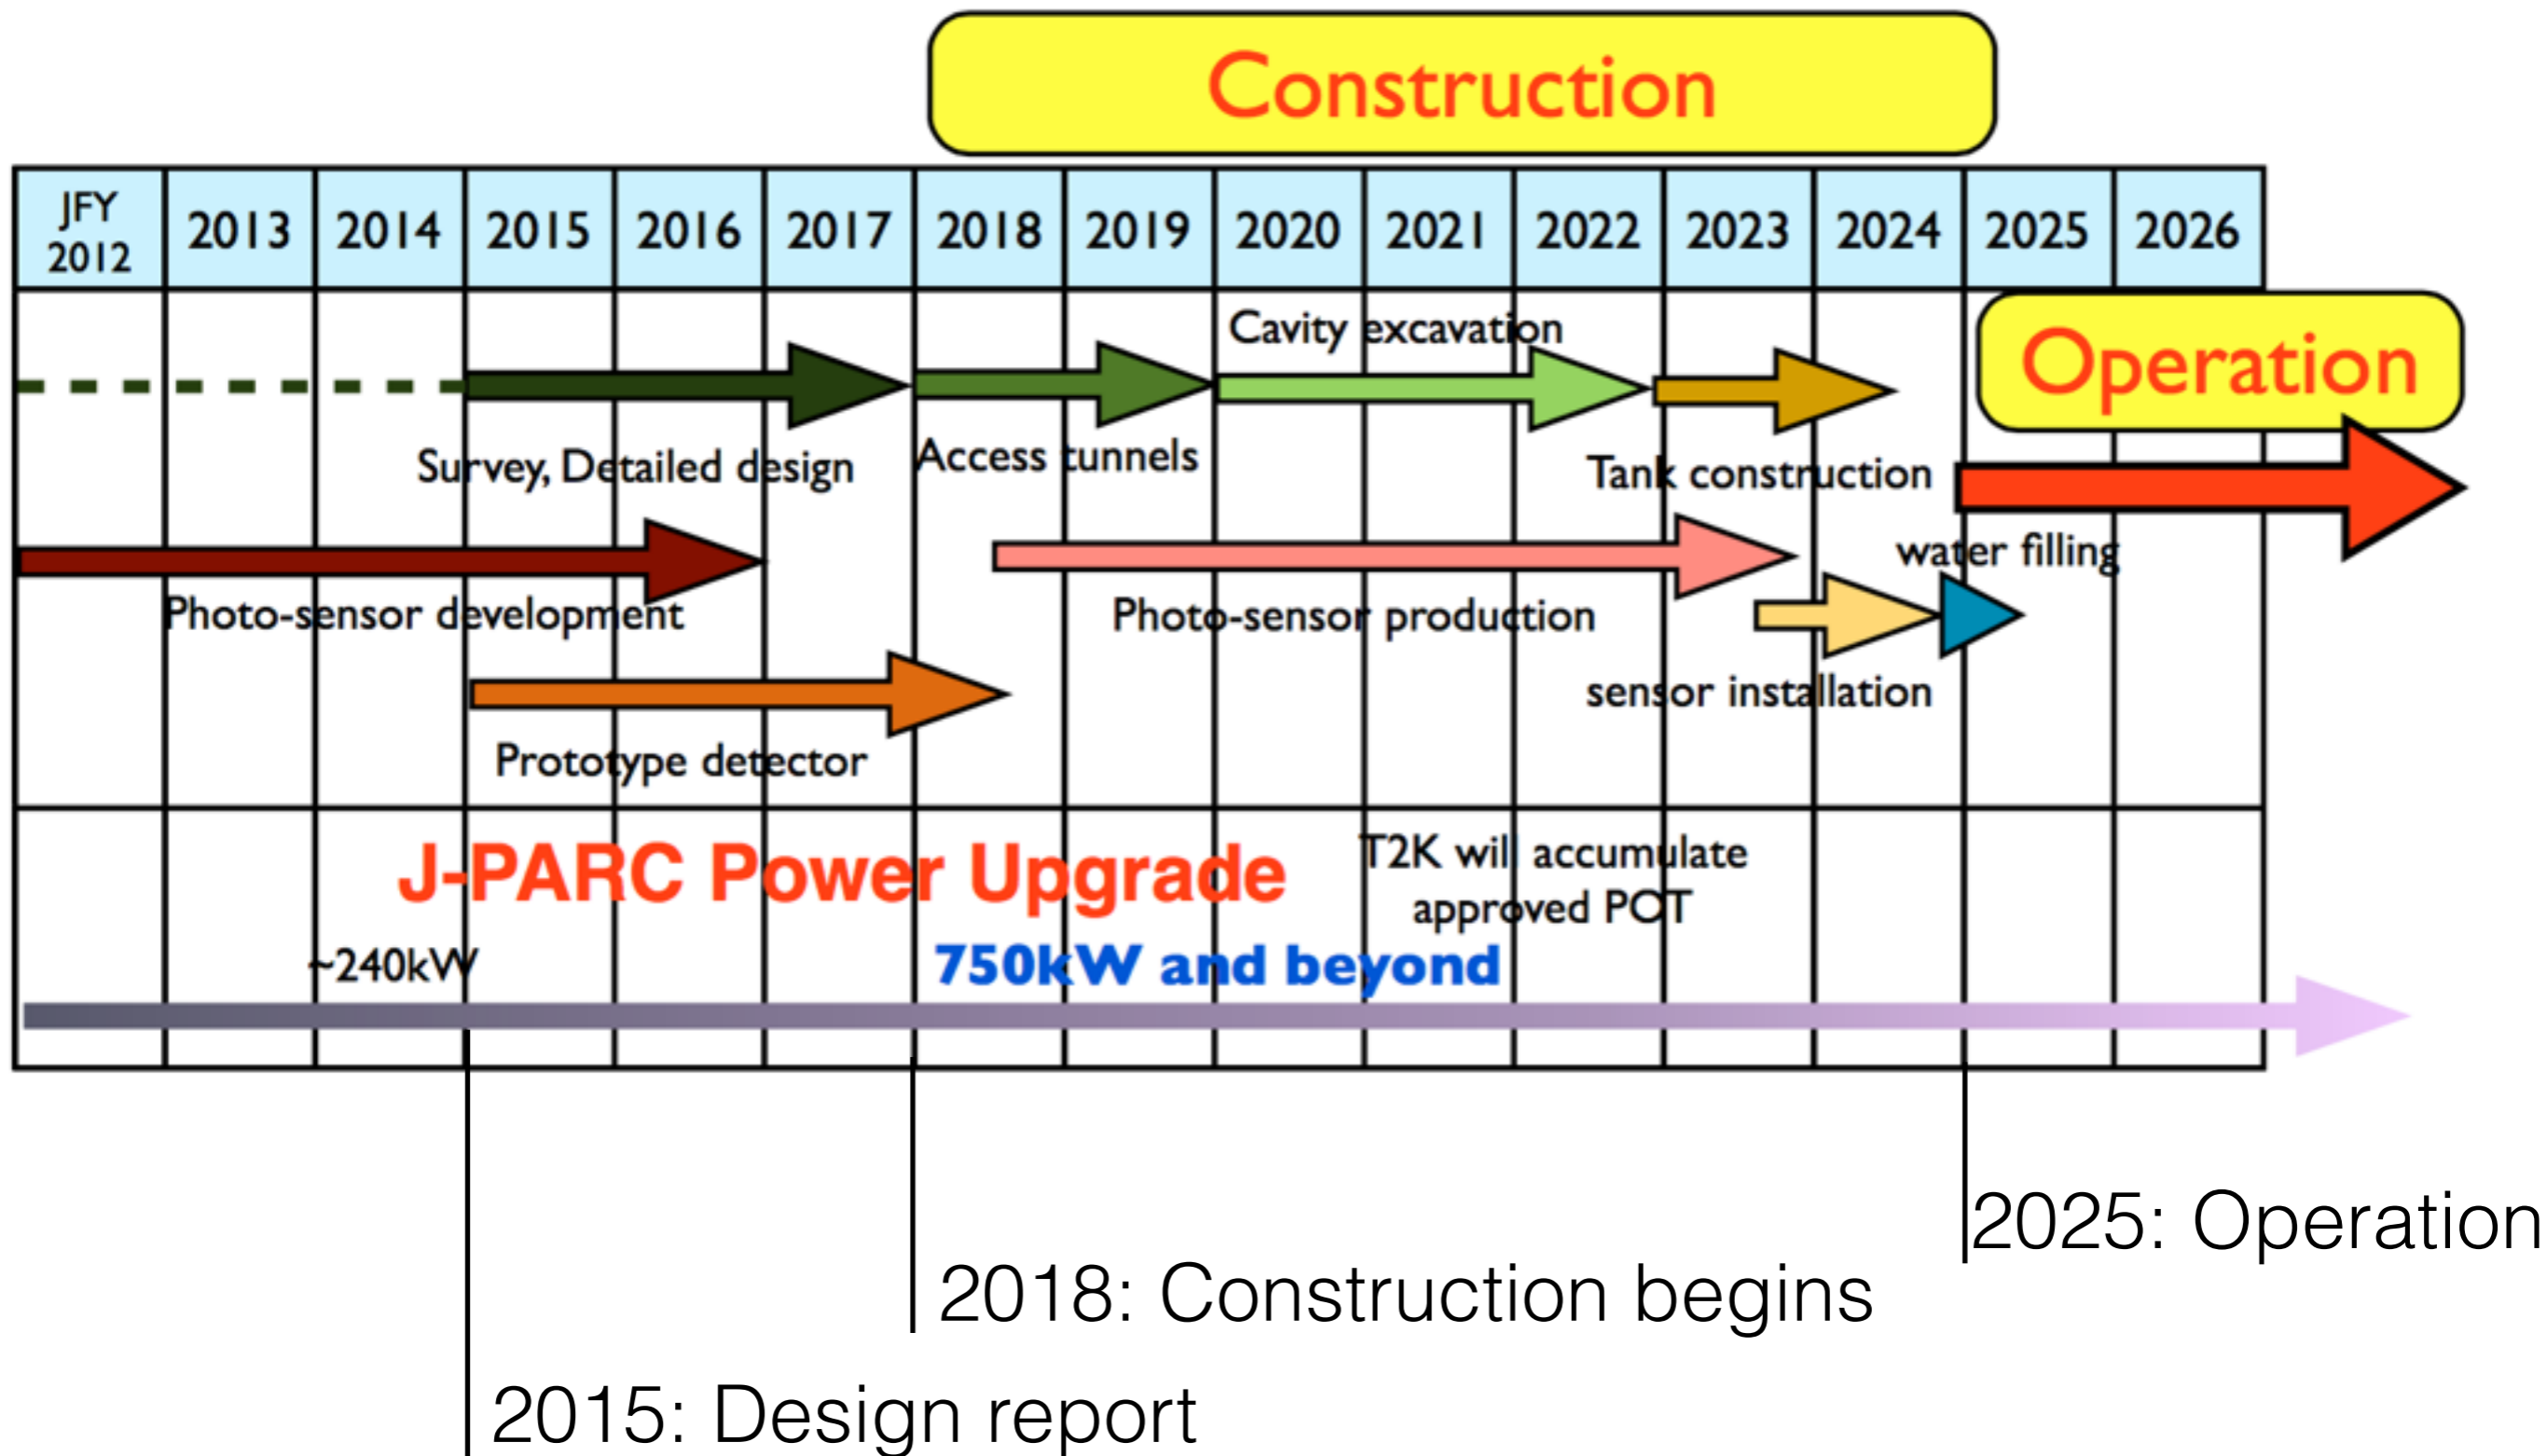 Construction
JFY
2012
2013
2014
2015
2016
2017
2018
2019
2020
2021
2022
2023
2024
2025
2026
Cavity excavation
Operation
Survey, Detailed design
Access tunnels
Tank construction
water filling
Photo-sensor development
Photo-sensor production
sensor installation
Prototype detector
J-PARC Power Upgrade
T2K will accumulate
approved POT
~240kW
750kW and beyond
2025: Operation
2018: Construction begins
2015: Design report